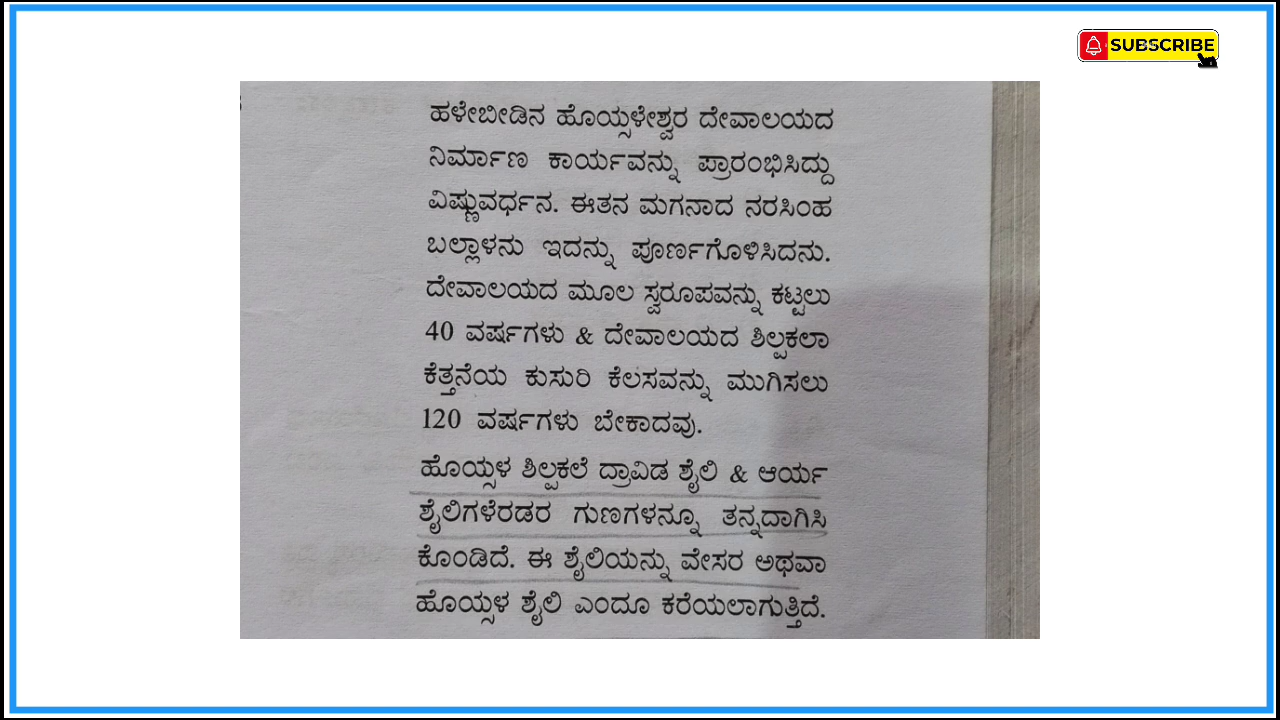 SUBSCRIBE
ಹಳೇಬೀಡಿನ ಹೊಯ್ಸಳೇಶ್ವರ ದೇವಾಲಯದ
ನಿರ್ಮಾಣ ಕಾರ್ಯವನ್ನು ಪ್ರಾರಂಭಿಸಿದ್ದು
ವಿಷ್ಣುವರ್ಧನ. ಈತನ ಮಗನಾದ ನರಸಿಂಹ
ಬಲ್ಲಾಳನು ಇದನ್ನು ಪೂರ್ಣಗೊಳಿಸಿದನು.
ದೇವಾಲಯದ ಮೂಲ ಸ್ವರೂಪವನ್ನು ಕಟ್ಟಲು
40 ವರ್ಷಗಳು & ದೇವಾಲಯದ ಶಿಲ್ಪಕಲಾ
ಕೆತ್ತನೆಯ ಕುಸುರಿ ಕೆಲಸವನ್ನು ಮುಗಿಸಲು
120 ವರ್ಷಗಳು ಬೇಕಾದವು.
ಹೊಯ್ಸಳ ಶಿಲ್ಪಕಲೆ ದ್ರಾವಿಡ ಶೈಲಿ & ಆರ್ಯ
ಶೈಲಿಗಳೆರಡರ ಗುಣಗಳನ್ನೂ ತನ್ನದಾಗಿಸಿ
ಕೊಂಡಿದೆ. ಈ ಶೈಲಿಯನ್ನು ವೇಸರ ಅಥವಾ
ಹೊಯ್ಸಳ ಶೈಲಿ ಎಂದೂ ಕರೆಯಲಾಗುತ್ತಿದೆ.